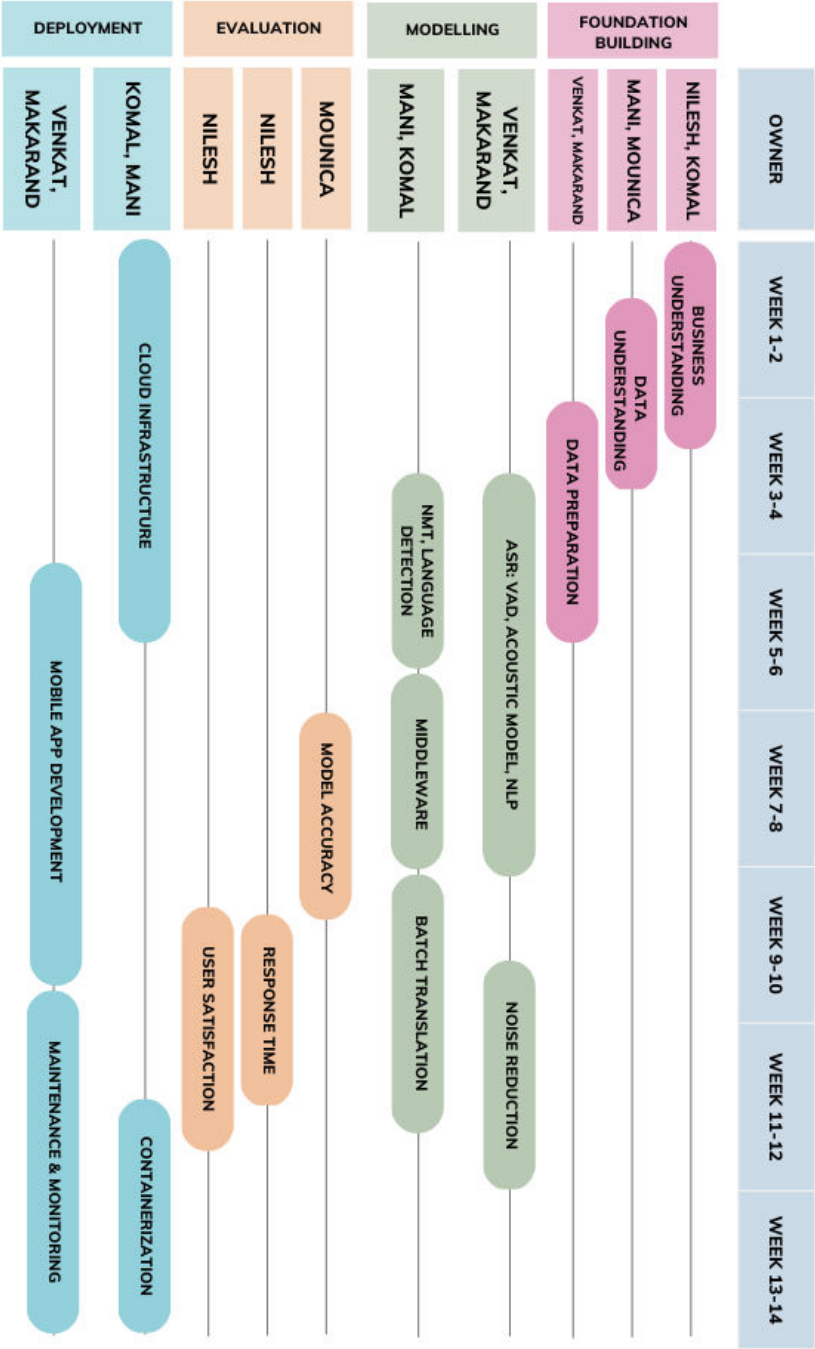 OWNER
WEEK 1-2
WEEK 3-4
WEEK 5-6
WEEK 7-8
WEEK 9-10
WEEK 11-12
WEEK 13-14
FOUNDATION
BUILDING
NILESH, KOMAL
BUSINESS
UNDERSTANDING
MANI, MOUNICA
DATA
UNDERSTANDING
VENKAT, MAKARAND
DATA PREPARATION
MODELLING
VENKAT,
MAKARAND
ASR: VAD, ACOUSTIC MODEL, NLP
NOISE REDUCTION
MANI, KOMAL
NMT, LANGUAGE
DETECTION
MIDDLEWARE
BATCH TRANSLATION
EVALUATION
MOUNICA
MODEL ACCURACY
NILESH
RESPONSE TIME
NILESH
USER SATISFACTION
DEPLOYMENT
KOMAL, MANI
CLOUD INFRASTRUCTURE
CONTAINERIZATION
VENKAT,
MAKARAND
MOBILE APP DEVELOPMENT
MAINTENANCE & MONITORING